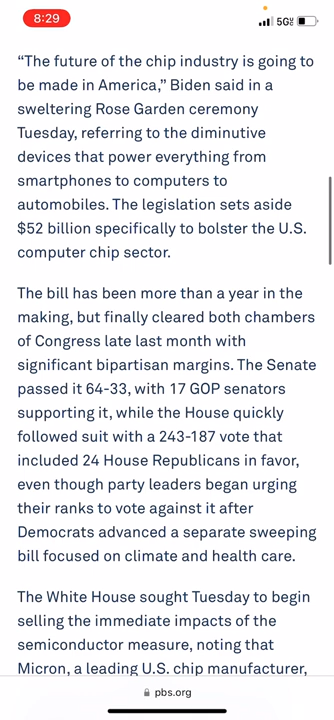 8:29
5G
“The future of the chip industry is going to
be made in America,” Biden said in a
sweltering Rose Garden ceremony
Tuesday, referring to the diminutive
devices that power everything from
smartphones to computers to
automobiles. The legislation sets aside
$52 billion specifically to bolster the U.S.
computer chip sector.
The bill has been more than a year in the
making, but finally cleared both chambers
of Congress late last month with
significant bipartisan margins. The Senate
passed it 64-33, with 17 GOP senators
supporting it, while the House quickly
followed suit with a 243-187 vote that
included 24 House Republicans in favor,
even though party leaders began urging
their ranks to vote against it after
Democrats advanced a separate sweeping
bill focused on climate and health care.
The White House sought Tuesday to begin
selling the immediate impacts of the
semiconductor measure, noting that
Micron, a leading U.S. chip manufacturer,
pbs.org